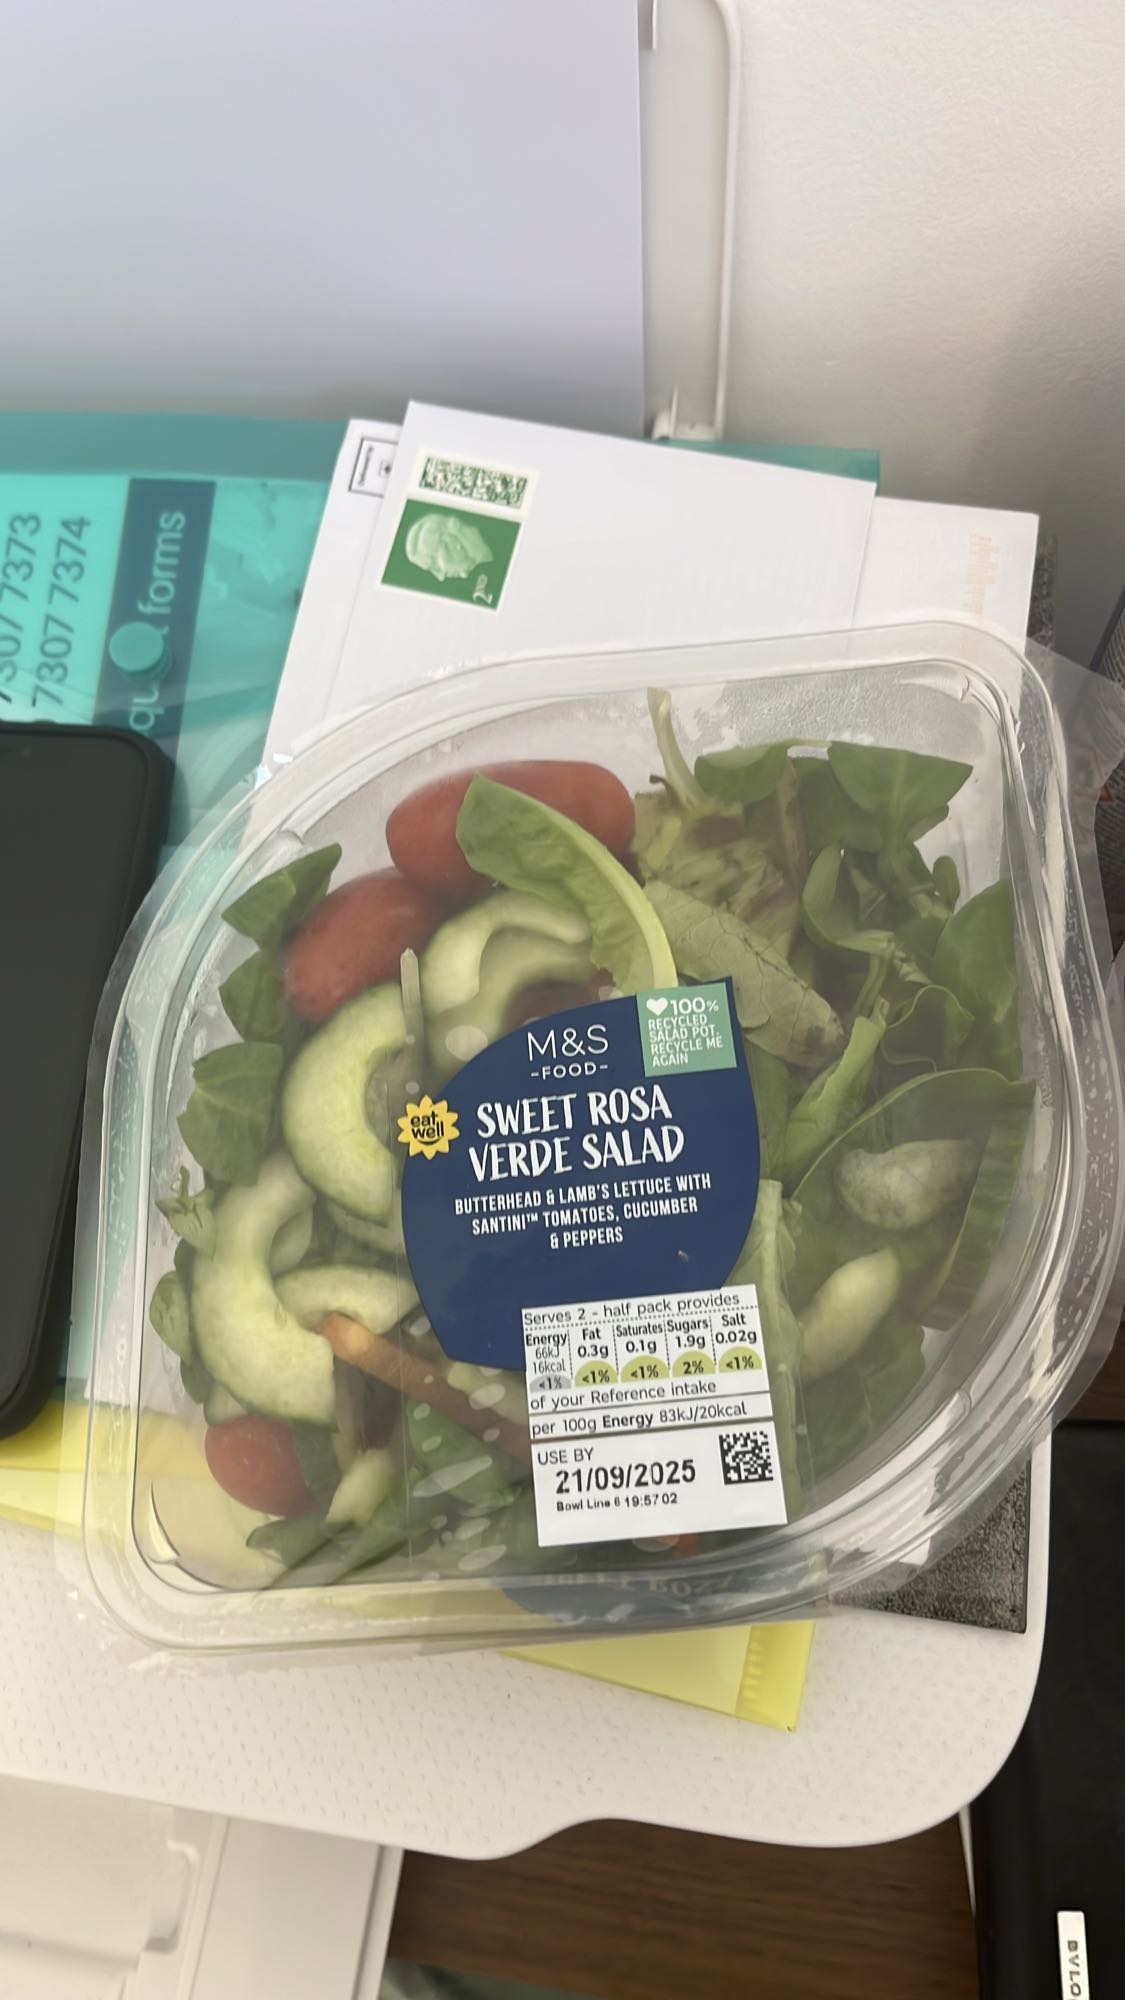 7307 7373
7307 7374
forms
2ND
M&S
-FOOD-
eat well
100%
RECYCLED
SALAD POT.
RECYCLE ME
AGAIN
SWEET ROSA
VERDE SALAD
BUTTERHEAD & LAMB'S LETTUCE WITH
SANTINI™ TOMATOES, CUCUMBER
& PEPPERS
Serves 2 - half pack provides
Energy Fat Saturates Sugars Salt
66kJ 0.3g 0.1g 1.9g 0.02g
16kcal
<1% <1% <1% 2% <1%
of your Reference intake
per 100g Energy 83kJ/20kcal
USE BY
21/09/2025
Bowl Line 6 19:57 02